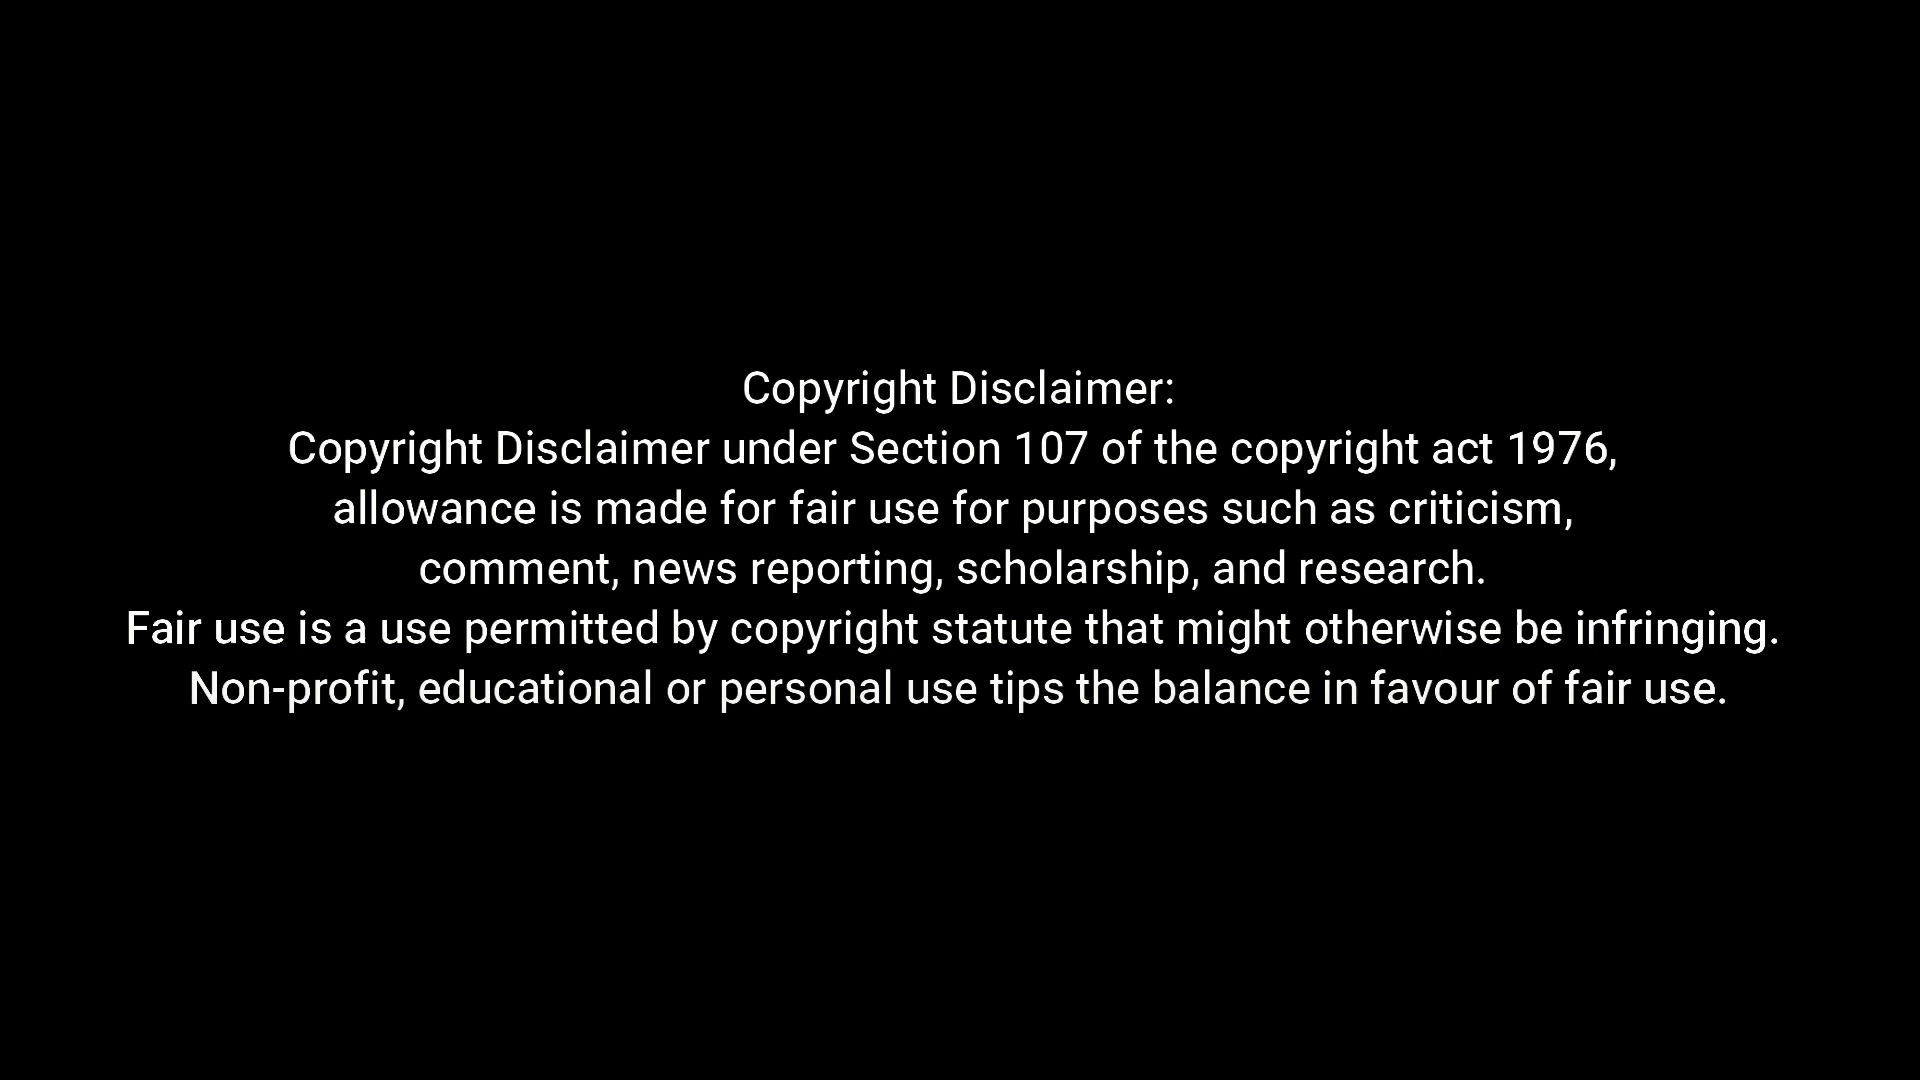 Copyright Disclaimer:
Copyright Disclaimer under Section 107 of the copyright act 1976,
allowance is made for fair use for purposes such as criticism,
comment, news reporting, scholarship, and research.
Fair use is a use permitted by copyright statute that might otherwise be infringing.
Non-profit, educational or personal use tips the balance in favour of fair use.